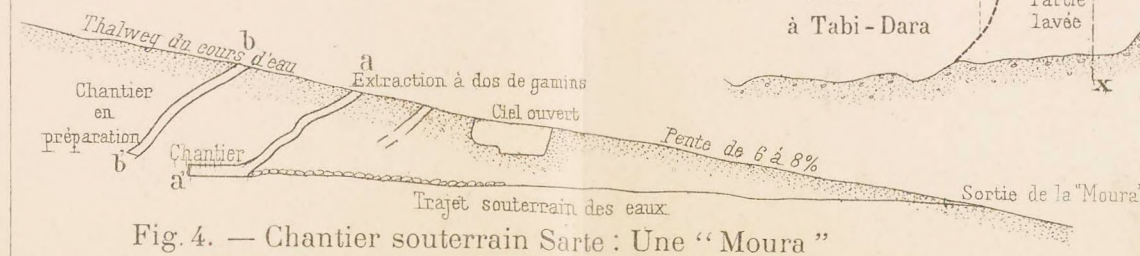 à Tabi-Dara
lavée
x
Thalweg du cours d'eau
b
a
Extraction à dos de gamins
Chantier
en
préparation
b'
Ciel ouvert
Pente de 6 à 8%
Chantier
a'
Trajet souterrain des eaux.
Sortie de la "Moura"
Fig. 4. — Chantier souterrain Sarte : Une “ Moura ”